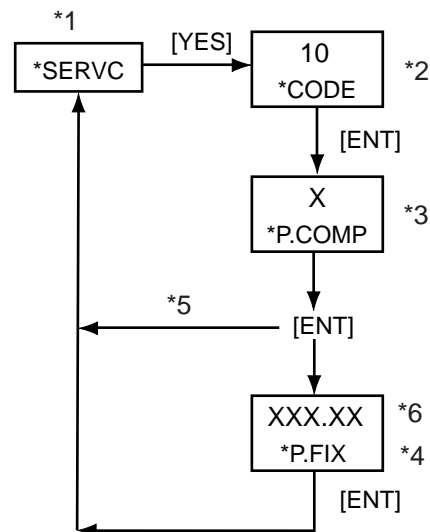 *1
*SERVC
[YES]
10
*CODE
*2
[ENT]
X
*P.COMP
*3
*5
[ENT]
XXX.XX
*6
*P.FIX
*4
[ENT]